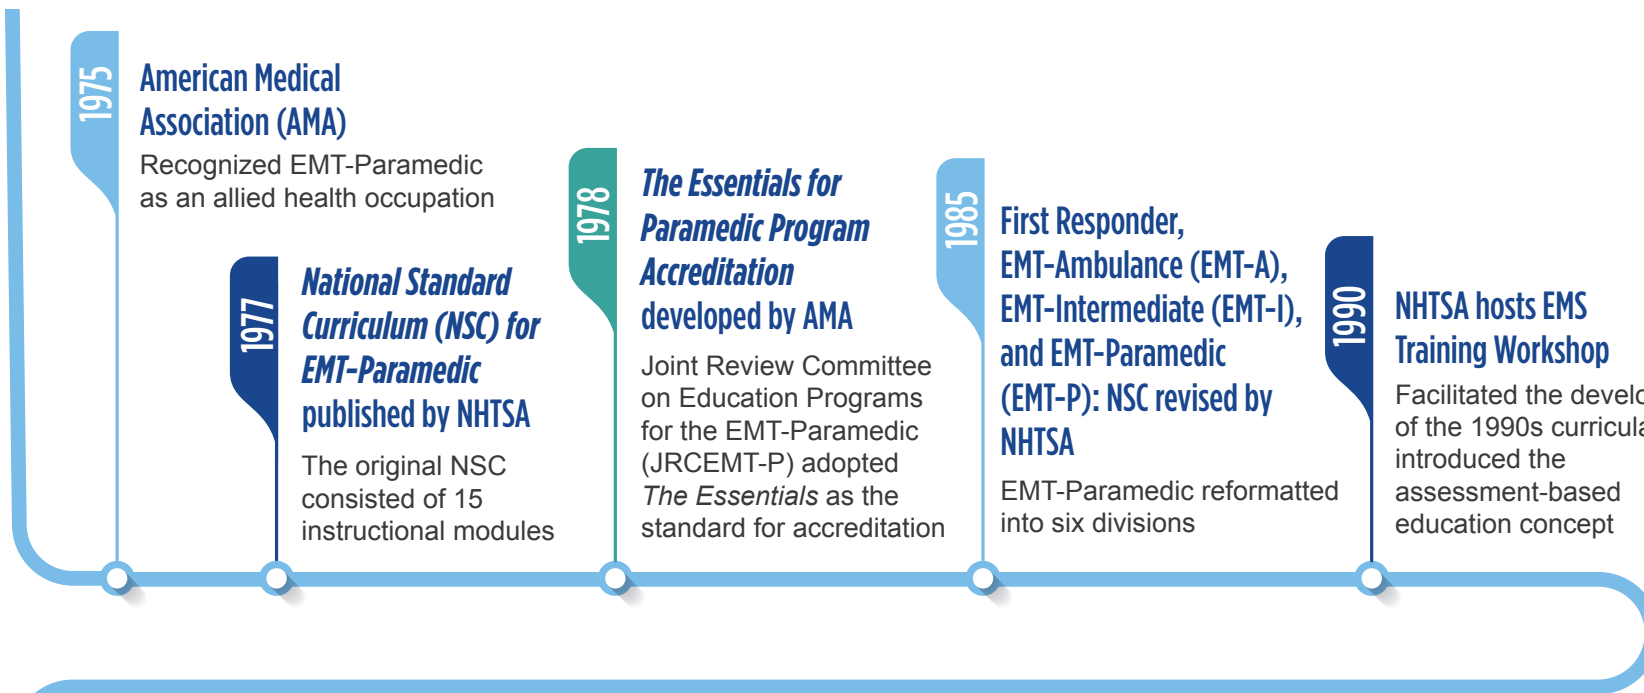 1975
American Medical
Association (AMA)
Recognized EMT-Paramedic
as an allied health occupation
1977
National Standard
Curriculum (NSC) for
EMT-Paramedic
published by NHTSA
The original NSC
consisted of 15
instructional modules
1978
The Essentials for
Paramedic Program
Accreditation
developed by AMA
Joint Review Committee
on Education Programs
for the EMT-Paramedic
(JRCEMT-P) adopted
The Essentials as the
standard for accreditation
1985
First Responder,
EMT-Ambulance (EMT-A),
EMT-Intermediate (EMT-I),
and EMT-Paramedic
(EMT-P): NSC revised by
NHTSA
EMT-Paramedic reformatted
into six divisions
1990
NHTSA hosts EMS
Training Workshop
Facilitated the
of the 1990s curricula
introduced the
assessment-based
education concept